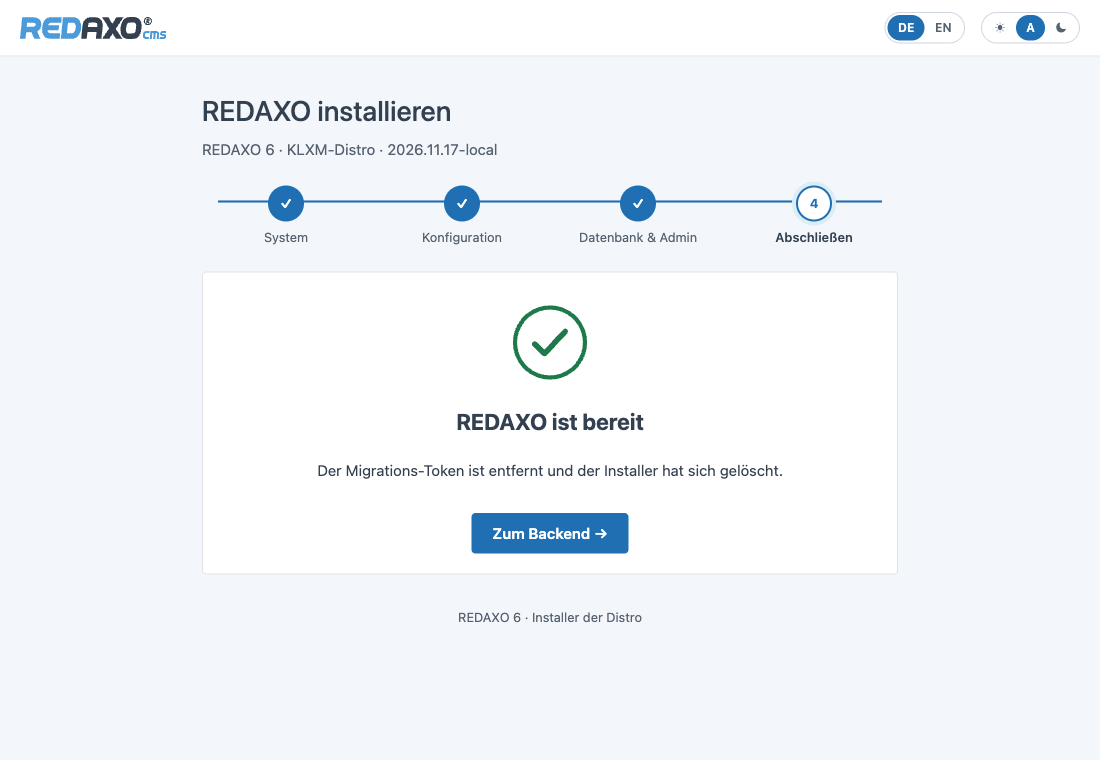 REDAXO® cms
DE EN A
REDAXO installieren
REDAXO 6 · KLXM-Distro · 2026.11.17-local
4
System Konfiguration Datenbank & Admin Abschließen
REDAXO ist bereit
Der Migrations-Token ist entfernt und der Installer hat sich gelöscht.
Zum Backend →
REDAXO 6 · Installer der Distro